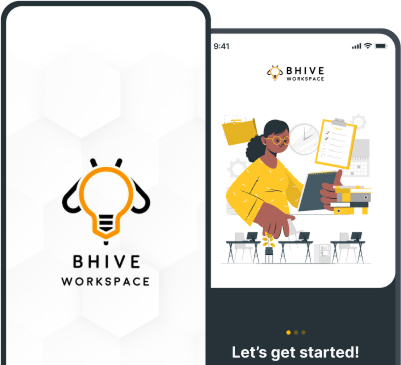 BHIVE
WORKSPACE
9:41
BHIVE
WORKSPACE
Let's get started!